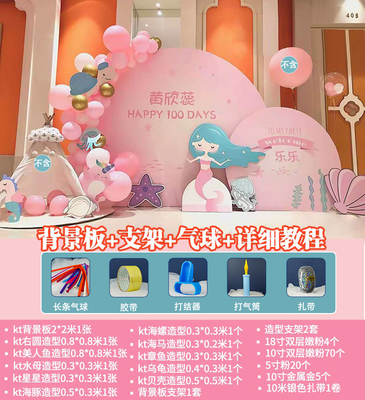 408
不含
黄欣蕊
HAPPY 100 DAYS
TO MY PARTY
Welcome
乐乐
不含
背景板+支架+气球+详细教程
长条气球
胶带
打结器
打气筒
扎带
kt背景板2*2米1张
kt右圆造型0.8*0.8米1张
kt美人鱼造型0.8*0.8米1张
kt水母造型0.3*0.3米1张
kt星星造型0.3*0.3米1张
kt海豚造型0.5*0.3米1张
kt海螺造型0.3*0.3米1个
kt海马造型0.3*0.2米1个
kt章鱼造型0.3*0.3米1个
kt乌龟造型0.4*0.3米1个
kt贝壳造型0.5*0.5米1个
背景板支架1套
造型支架2套
18寸双层嫩粉4个
10寸双层嫩粉70个
5寸粉20个
10寸金属金5个
10米银色扎带1卷